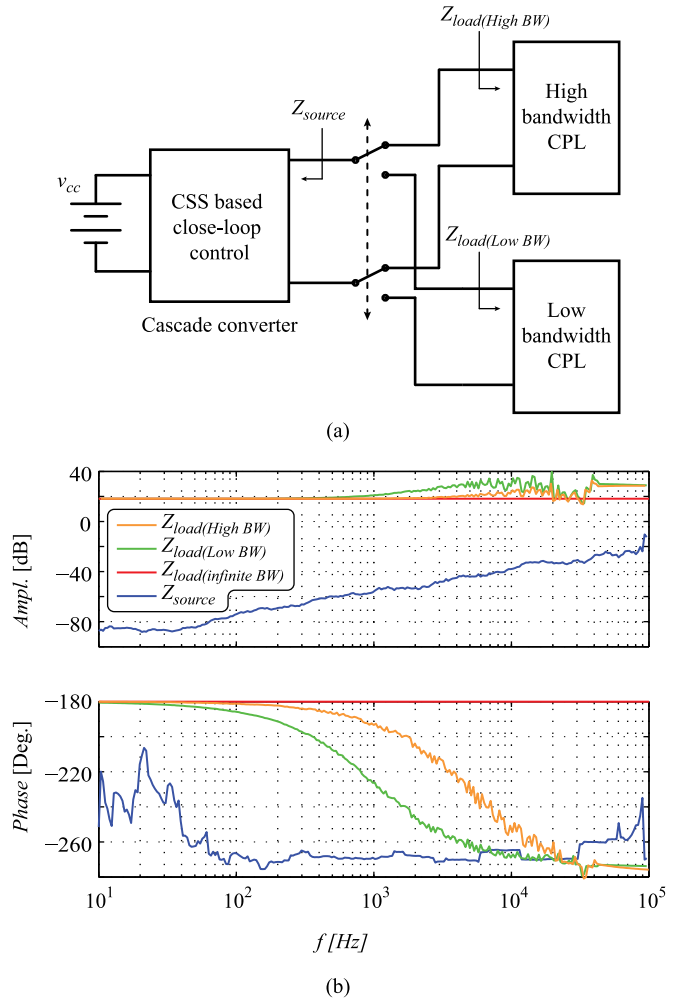 Z_load(High BW)
High
bandwidth
CPL
Z_source
v_cc
CSS based
close-loop
control
Z_load(Low BW)
Low
bandwidth
CPL
Cascade converter
(a)
40
0
−40
−80
Ampl. [dB]
Z_load(High BW)
Z_load(Low BW)
Z_load(infinite BW)
Z_source
−180
−220
−260
Phase [Deg.]
10^1 10^2 10^3 10^4 10^5
f [Hz]
(b)